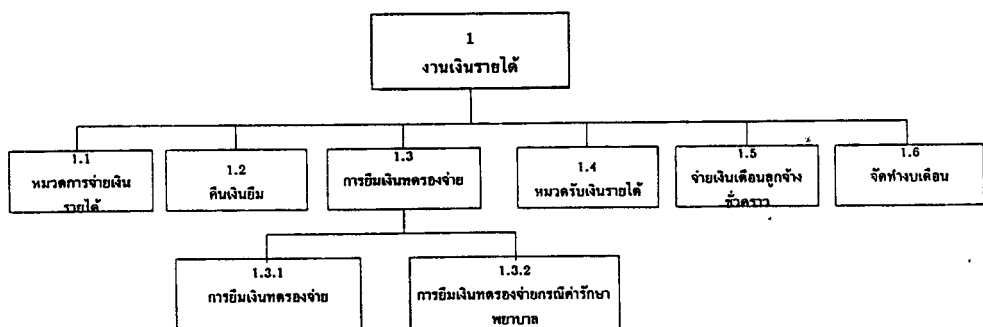 1
งานเงินรายได้
1.1
หมวดการจ่ายเงิน
รายได้
1.2
คืนเงินยืม
1.3
การยืมเงินทดรองจ่าย
1.4
หมวดรับเงินรายได้
1.5
จ่ายเงินเดือนลูกจ้าง
ชั่วคราว
1.6
จัดทำงบเดือน
1.3.1
การยืมเงินทดรองจ่าย
1.3.2
การยืมเงินทดรองจ่ายกรณีค่ารักษา
พยาบาล